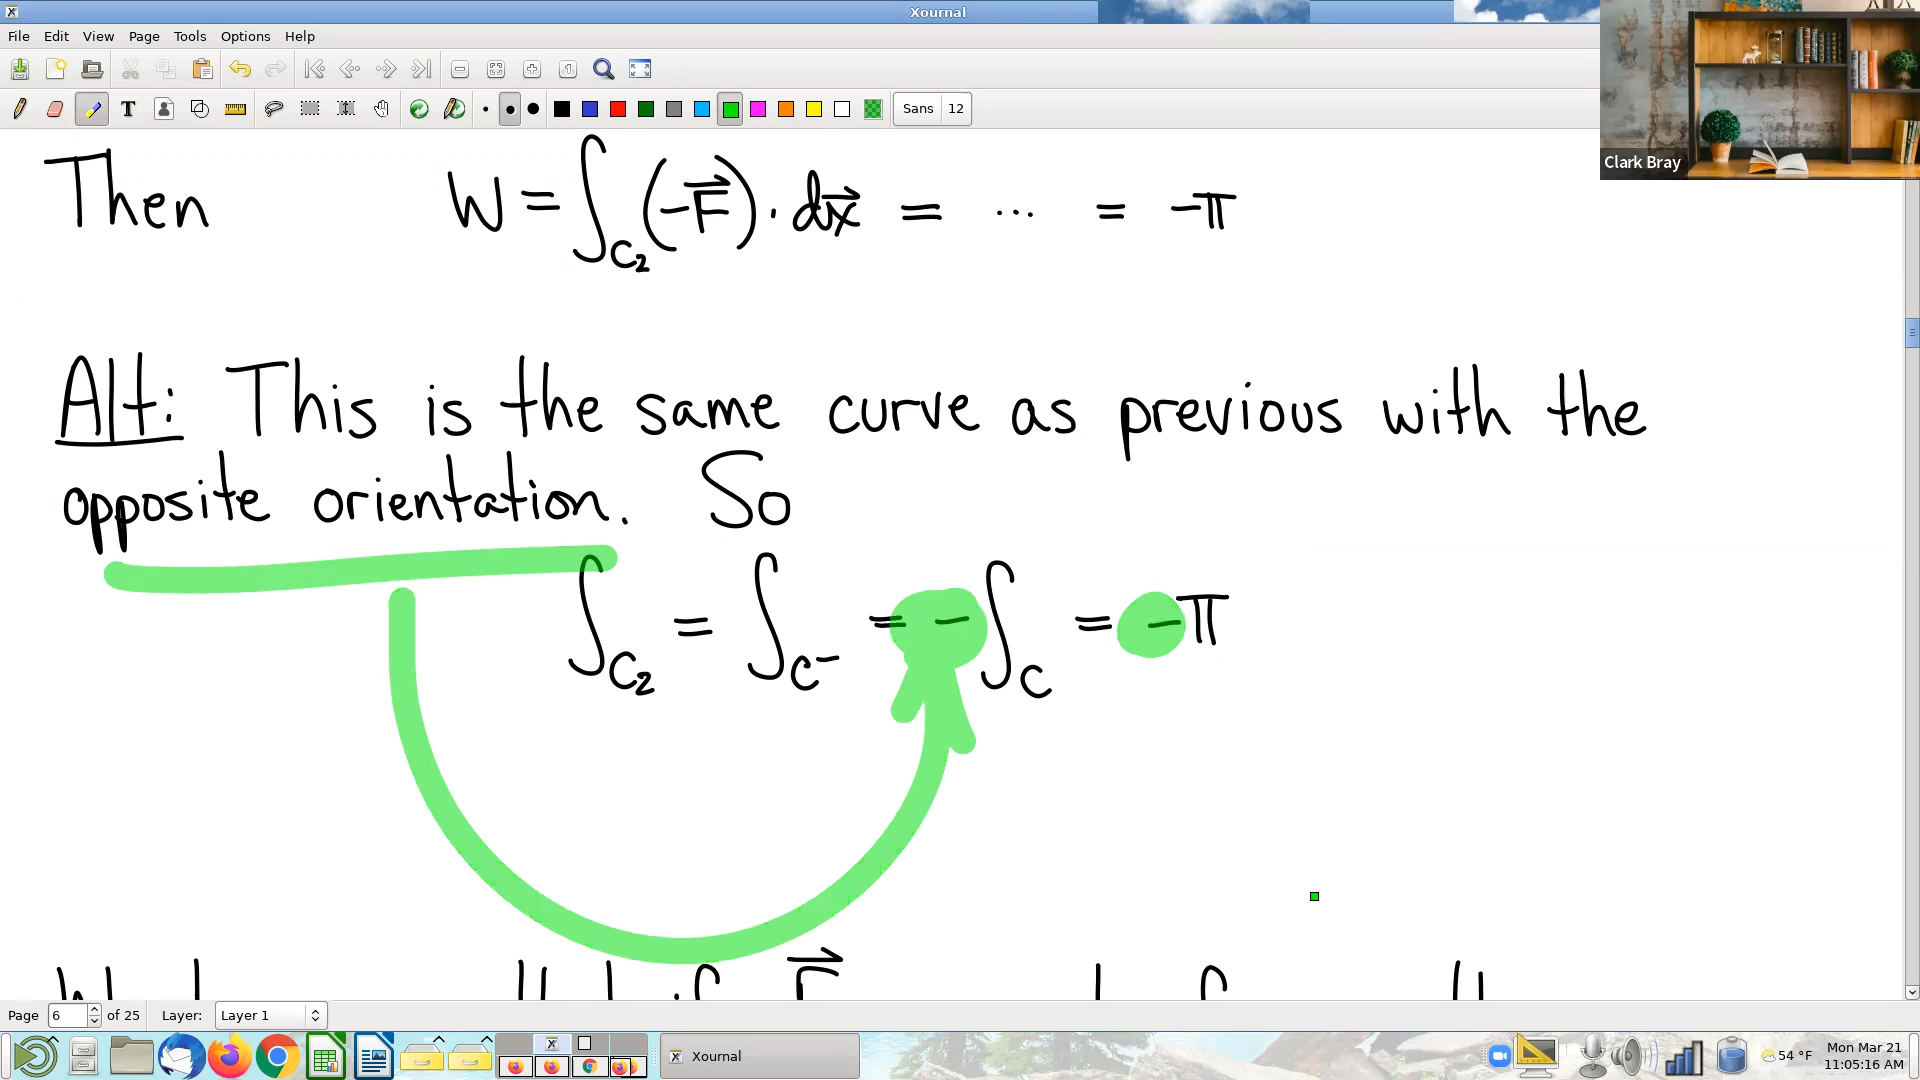 Xournal
File Edit View Page Tools Options Help
Sans 12
Clark Bray
Then W = ∫_{C₂} (-F⃗) · dx⃗ = ... = -π
Alt: This is the same curve as previous with the
opposite orientation. So
∫_{C₂} = ∫_{C⁻} = -∫_{C} = -π
Page 6 of 25 Layer: Layer 1
Xournal
54 °F
Mon Mar 21
11:05:16 AM